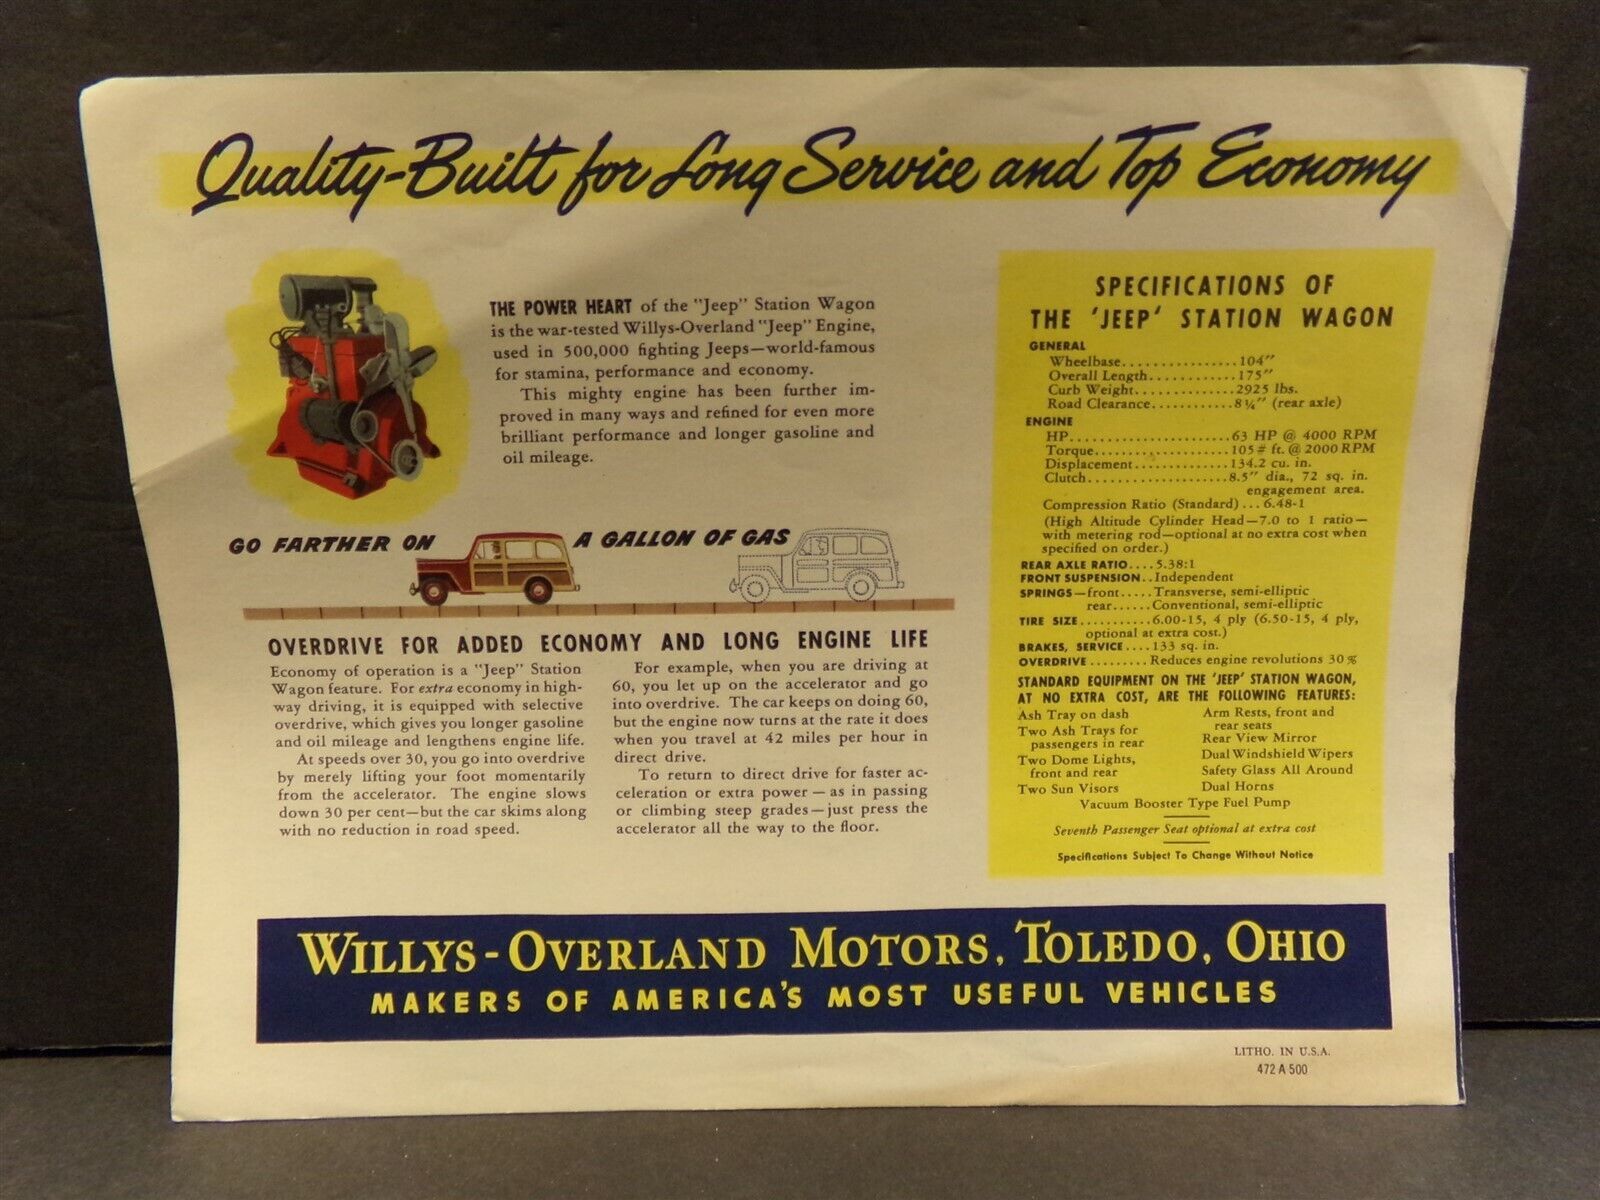 Quality-Built for Long Service and Top Economy
THE POWER HEART of the "Jeep" Station Wagon
is the war-tested Willys-Overland "Jeep" Engine,
used in 500,000 fighting Jeeps—world-famous
for stamina, performance and economy.
This mighty engine has been further im-
proved in many ways and refined for even more
brilliant performance and longer gasoline and
oil mileage.
GO FARTHER ON A GALLON OF GAS
OVERDRIVE FOR ADDED ECONOMY AND LONG ENGINE LIFE
Economy of operation is a "Jeep" Station
Wagon feature. For extra economy in high-
way driving, it is equipped with selective
overdrive, which gives you longer gasoline
and oil mileage and lengthens engine life.
At speeds over 30, you go into overdrive
by merely lifting your foot momentarily
from the accelerator. The engine slows
down 30 per cent—but the car skims along
with no reduction in road speed.
For example, when you are driving at
60, you let up on the accelerator and go
into overdrive. The car keeps on doing 60,
but the engine now turns at the rate it does
when you travel at 42 miles per hour in
direct drive.
To return to direct drive for faster ac-
celeration or extra power—as in passing
or climbing steep grades—just press the
accelerator all the way to the floor.
SPECIFICATIONS OF
THE 'JEEP' STATION WAGON
GENERAL
Wheelbase................104"
Overall Length............175"
Curb Weight.............2925 lbs.
Road Clearance...........8¼" (rear axle)
ENGINE
HP......................63 HP @ 4000 RPM
Torque..................105# ft. @ 2000 RPM
Displacement.............134.2 cu. in.
Clutch...................8.5" dia., 72 sq. in.
engagement area.
Compression Ratio (Standard)...6.48-1
(High Altitude Cylinder Head—7.0 to 1 ratio—
with metering rod—optional at no extra cost when
specified on order.)
REAR AXLE RATIO....5.38:1
FRONT SUSPENSION..Independent
SPRINGS—front.....Transverse, semi-elliptic
rear......Conventional, semi-elliptic
TIRE SIZE...........6.00-15, 4 ply (6.50-15, 4 ply,
optional at extra cost.)
BRAKES, SERVICE....133 sq. in.
OVERDRIVE.........Reduces engine revolutions 30%
STANDARD EQUIPMENT ON THE 'JEEP' STATION WAGON,
AT NO EXTRA COST, ARE THE FOLLOWING FEATURES:
Ash Tray on dash
Two Ash Trays for
passengers in rear
Two Dome Lights,
front and rear
Two Sun Visors
Arm Rests, front and
rear seats
Rear View Mirror
Dual Windshield Wipers
Safety Glass All Around
Dual Horns
Vacuum Booster Type Fuel Pump
Seventh Passenger Seat optional at extra cost
Specifications Subject To Change Without Notice
WILLYS-OVERLAND MOTORS, TOLEDO, OHIO
MAKERS OF AMERICA'S MOST USEFUL VEHICLES
LITHO. IN U.S.A.
472 A 500